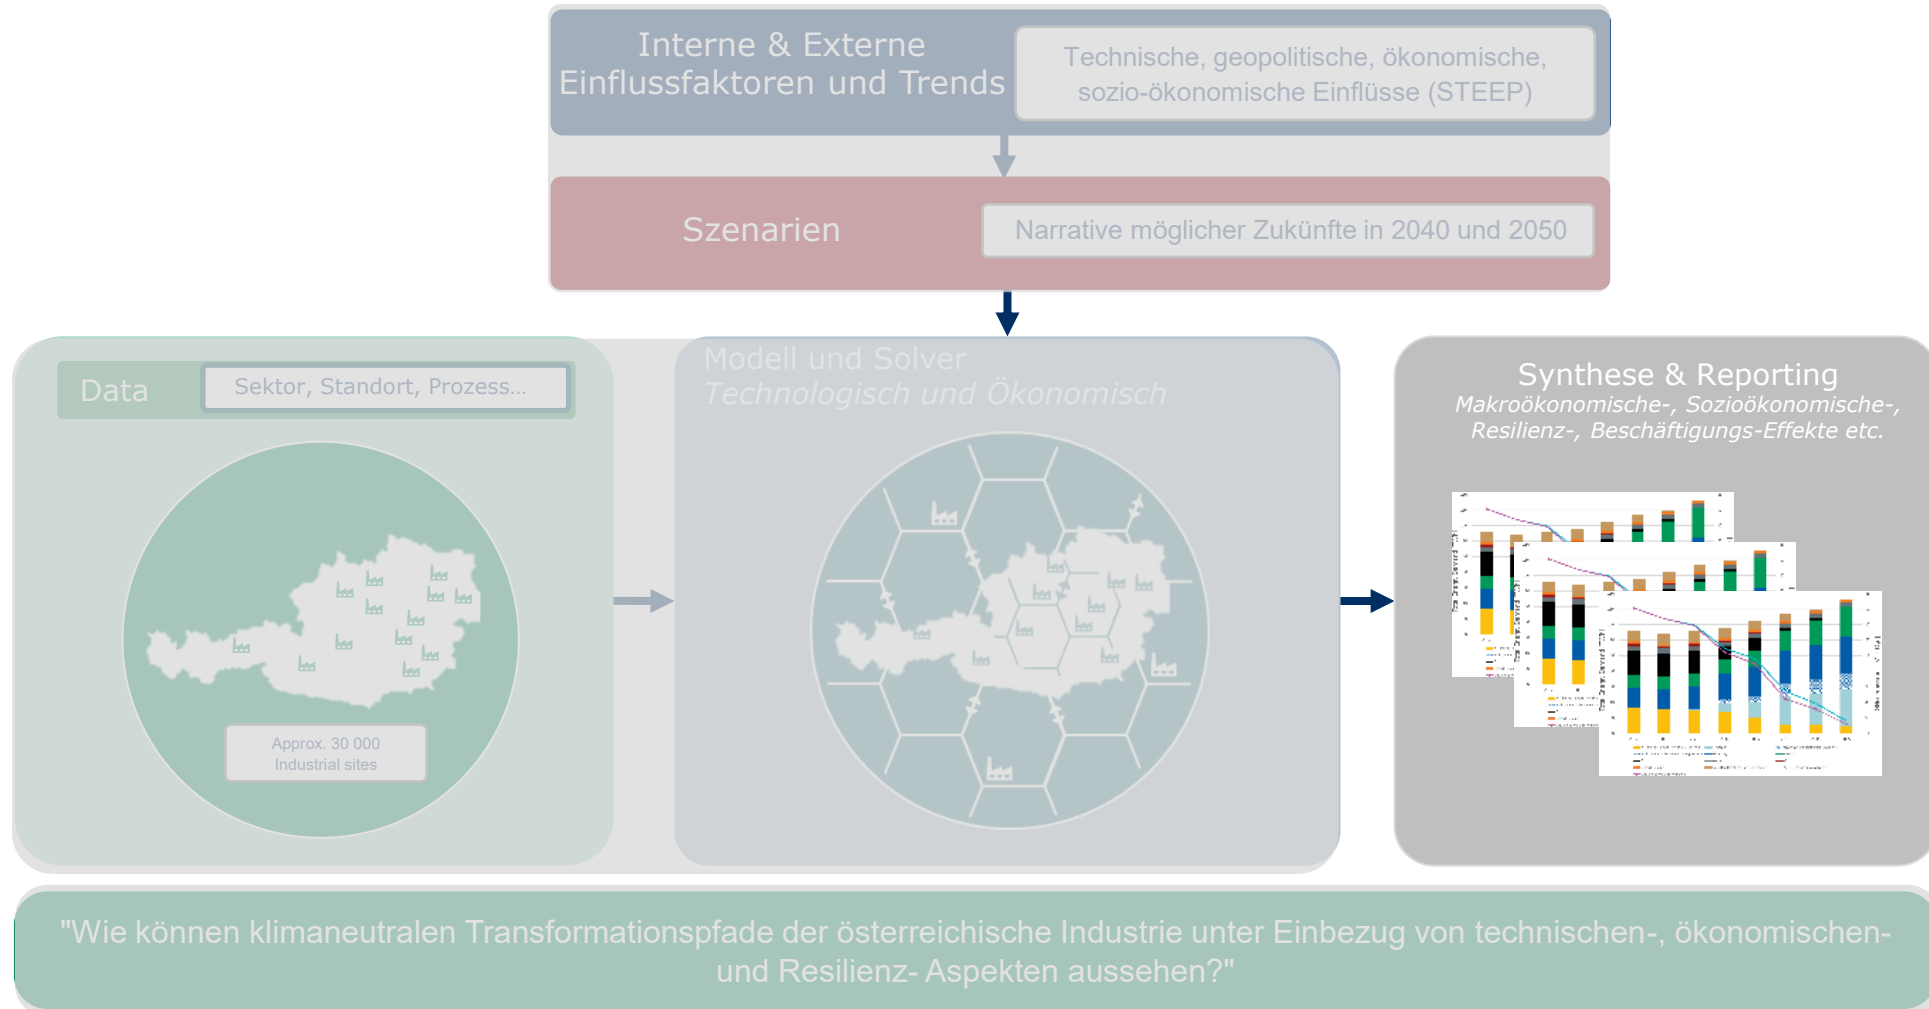 Interne & Externe
Einflussfaktoren und Trends
Technische, geopolitische, ökonomische,
sozio-ökonomische Einflüsse (STEEP)
Szenarien
Narrative möglicher Zukünfte in 2040 und 2050
Data
Sektor, Standort, Prozess...
Approx. 30 000
Industrial sites
Modell und Solver
Technologisch und Ökonomisch
Synthese & Reporting
Makroökonomische-, Sozioökonomische-,
Resilienz-, Beschäftigungs-Effekte etc.
"Wie können klimaneutralen Transformationspfade der österreichische Industrie unter Einbezug von technischen-, ökonomischen-
und Resilienz- Aspekten aussehen?"